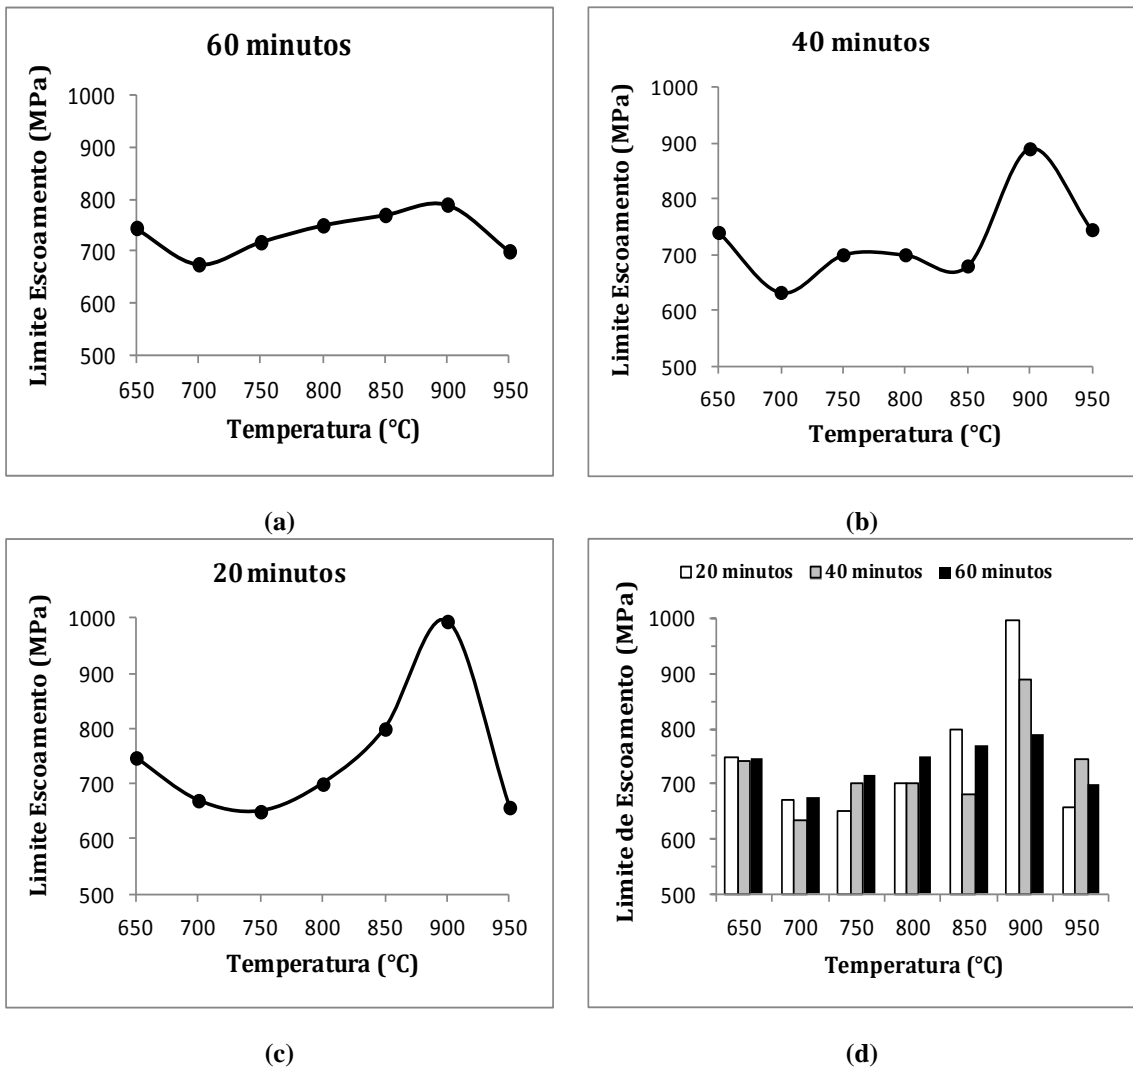 60 minutos
Limite Escoamento (MPa)
1000
900
800
700
600
500
650 700 750 800 850 900 950
Temperatura (°C)
(a)
40 minutos
Limite Escoamento (MPa)
1000
900
800
700
600
500
650 700 750 800 850 900 950
Temperatura (°C)
(b)
20 minutos
Limite Escoamento (MPa)
1000
900
800
700
600
500
650 700 750 800 850 900 950
Temperatura (°C)
(c)
20 minutos 40 minutos 60 minutos
Limite de Escoamento (MPa)
1000
900
800
700
600
500
650 700 750 800 850 900 950
Temperatura (°C)
(d)